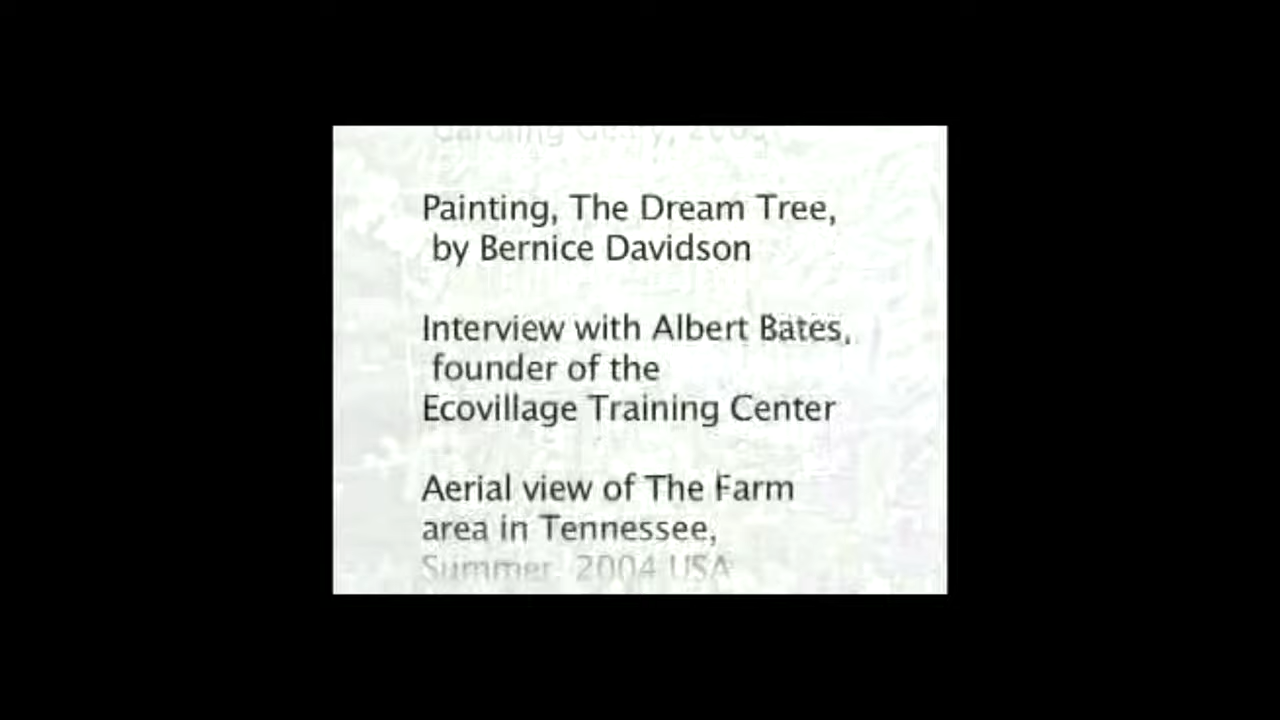 Painting, The Dream Tree,
by Bernice Davidson
Interview with Albert Bates,
founder of the
Ecovillage Training Center
Aerial view of The Farm
area in Tennessee,
Summer, 2004 USA